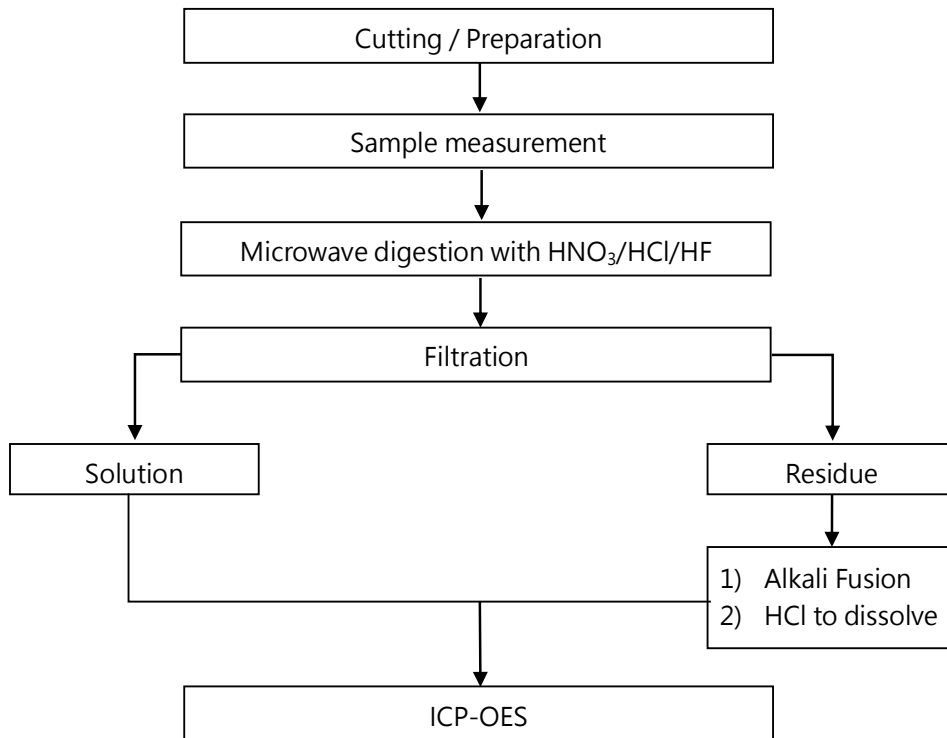 Cutting / Preparation
Sample measurement
Microwave digestion with HNO₃/HCl/HF
Filtration
Solution
Residue
1) Alkali Fusion
2) HCl to dissolve
ICP-OES